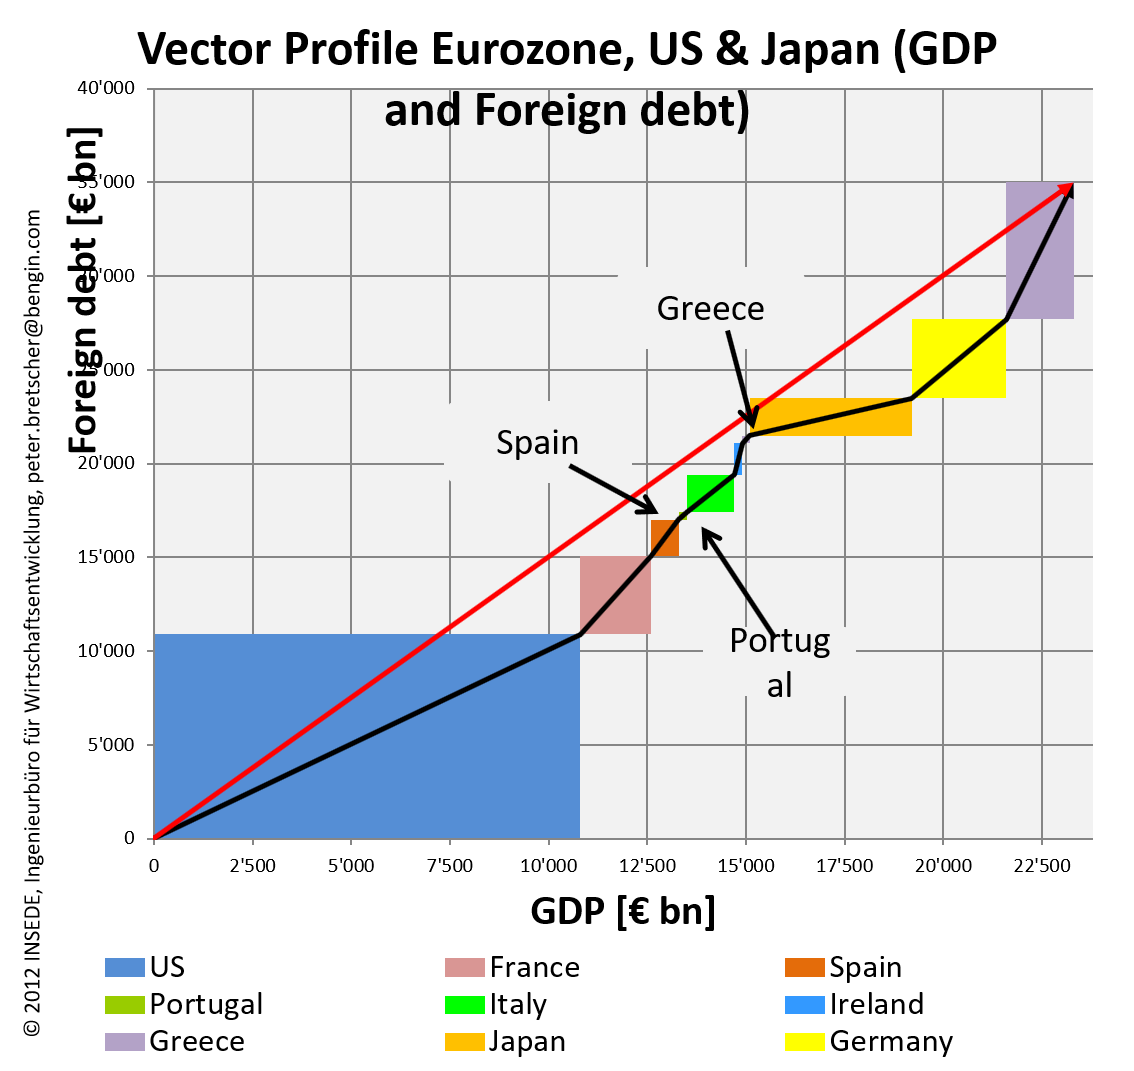 Vector Profile Eurozone, US & Japan (GDP
and Foreign debt)
Foreign debt [€ bn]
© 2012 INSEDE, Ingenieurbüro für Wirtschaftsentwicklung, peter.bretscher@bengin.com
40'000
35'000
30'000
25'000
20'000
15'000
10'000
5'000
0
Greece
Spain
Portug
al
0 2'500 5'000 7'500 10'000 12'500 15'000 17'500 20'000 22'500
GDP [€ bn]
US France Spain
Portugal Italy Ireland
Greece Japan Germany